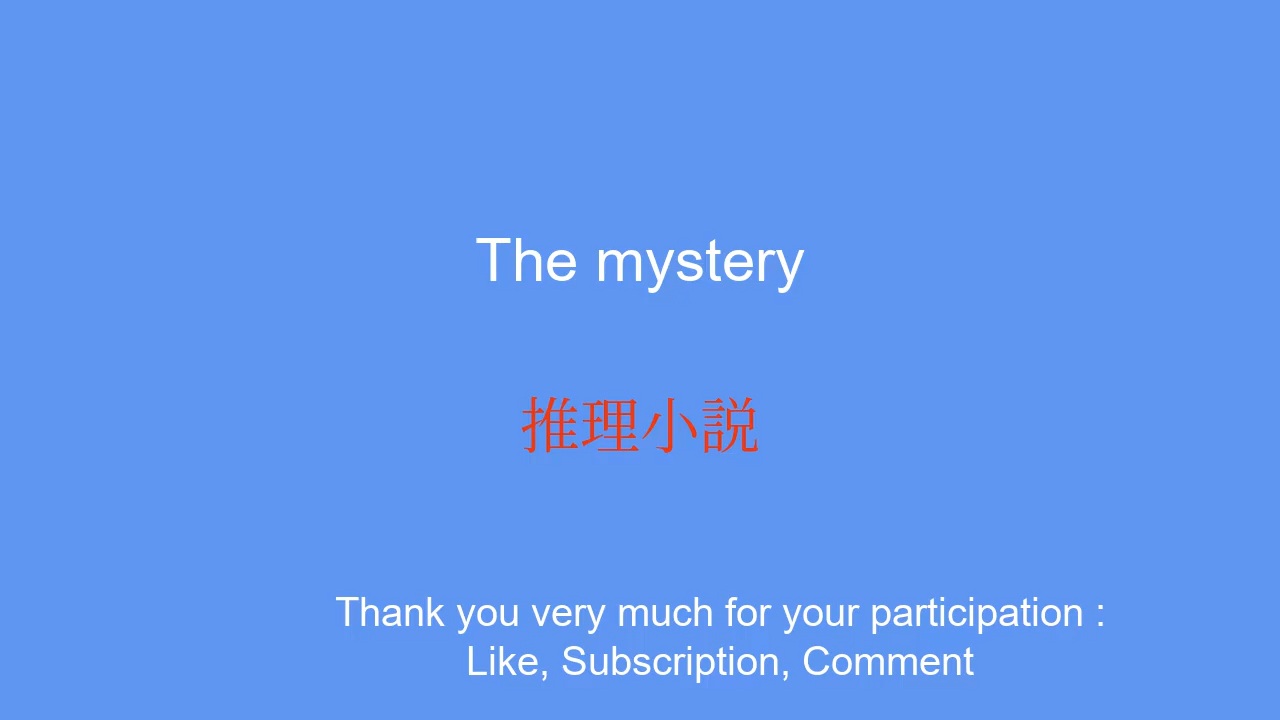 The mystery
推理小説
Thank you very much for your participation :
Like, Subscription, Comment